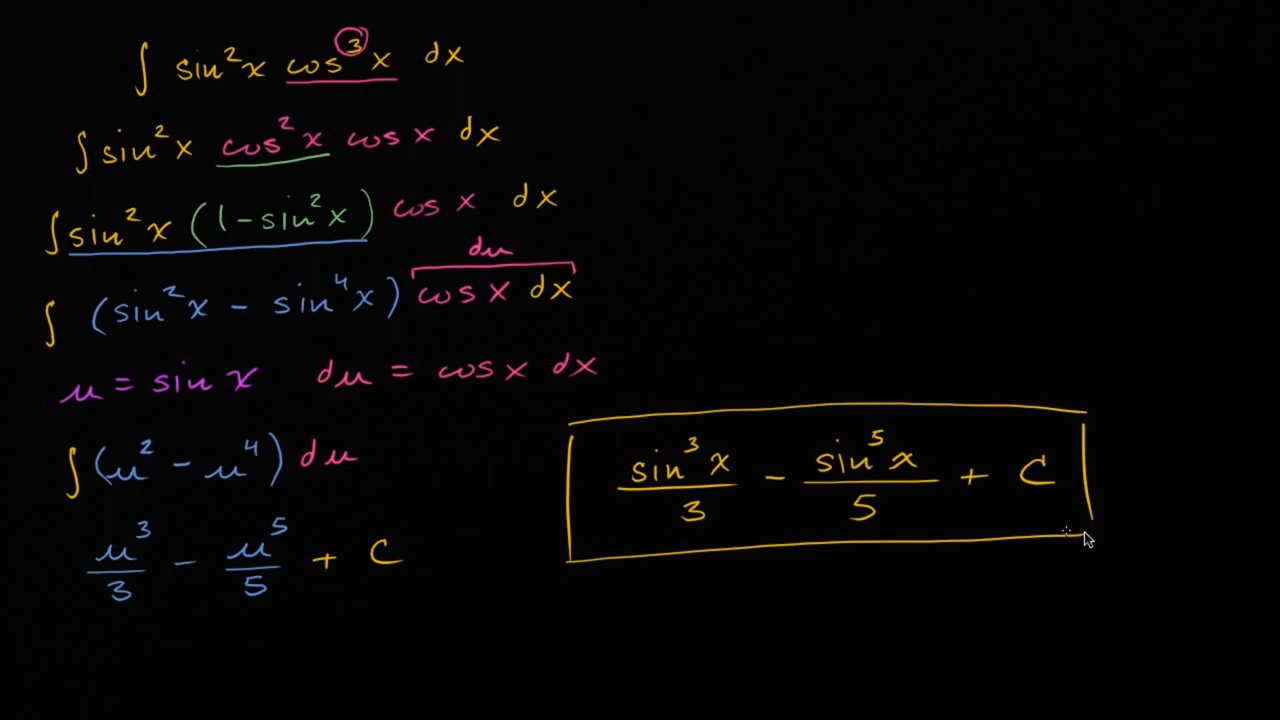 ∫ sin²x cos³x dx
∫ sin²x cos²x cos x dx
∫ sin²x (1 - sin²x) cos x dx
du
∫ (sin²x - sin⁴x) cos x dx
u = sin x du = cos x dx
∫ (u² - u⁴) du
u³/3 - u⁵/5 + C
sin³x/3 - sin⁵x/5 + C